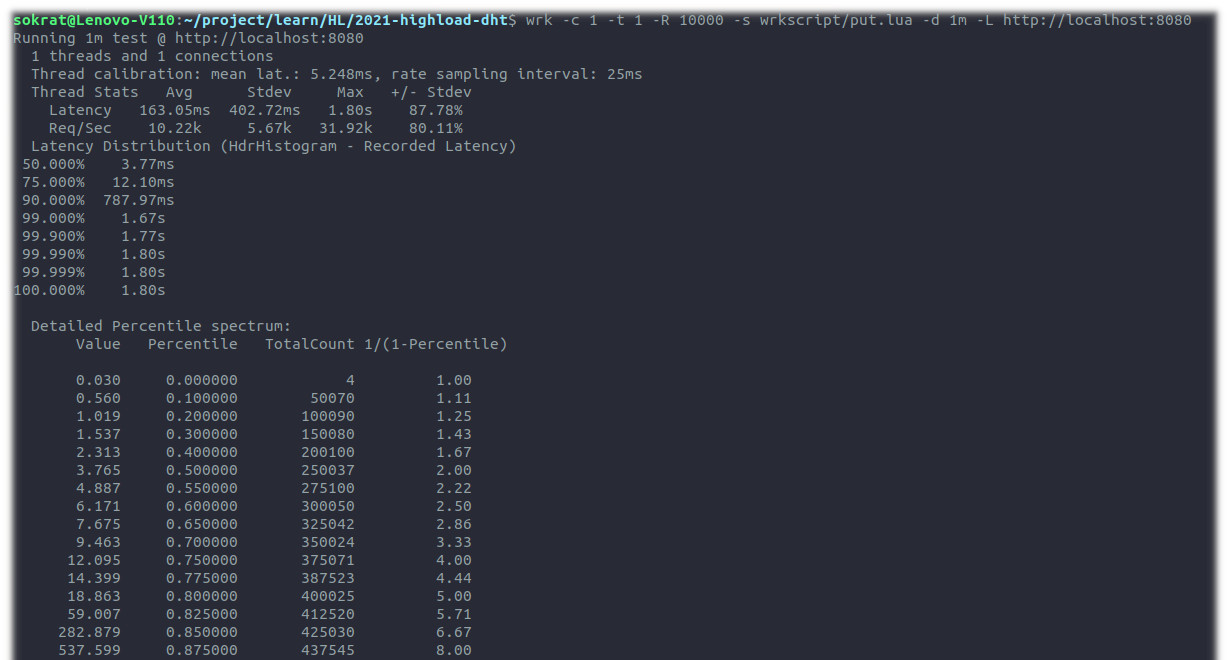 sokrat@Lenovo-V110:~/project/learn/HL/2021-highload-dht$ wrk -c 1 -t 1 -R 10000 -s wrkscript/put.lua -d 1m -L http://localhost:8080
Running 1m test @ http://localhost:8080
  1 threads and 1 connections
  Thread calibration: mean lat.: 5.248ms, rate sampling interval: 25ms
  Thread Stats   Avg      Stdev     Max   +/- Stdev
    Latency   163.05ms  402.72ms   1.80s    87.78%
    Req/Sec    10.22k     5.67k   31.92k    80.11%
  Latency Distribution (HdrHistogram - Recorded Latency)
 50.000%    3.77ms
 75.000%   12.10ms
 90.000%  787.97ms
 99.000%    1.67s
 99.900%    1.77s
 99.990%    1.80s
 99.999%    1.80s
100.000%    1.80s

  Detailed Percentile spectrum:
       Value   Percentile   TotalCount 1/(1-Percentile)

       0.030     0.000000            4         1.00
       0.560     0.100000        50070         1.11
       1.019     0.200000       100090         1.25
       1.537     0.300000       150080         1.43
       2.313     0.400000       200100         1.67
       3.765     0.500000       250037         2.00
       4.887     0.550000       275100         2.22
       6.171     0.600000       300050         2.50
       7.675     0.650000       325042         2.86
       9.463     0.700000       350024         3.33
      12.095     0.750000       375071         4.00
      14.399     0.775000       387523         4.44
      18.863     0.800000       400025         5.00
      59.007     0.825000       412520         5.71
     282.879     0.850000       425030         6.67
     537.599     0.875000       437545         8.00